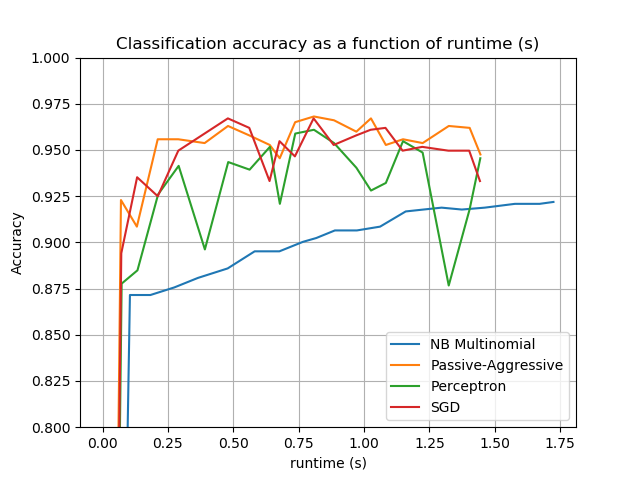 Classification accuracy as a function of runtime (s)
1.000
0.975
0.950
0.925
0.900
0.875
0.850
0.825
0.800
Accuracy
NB Multinomial
Passive-Aggressive
Perceptron
SGD
0.00 0.25 0.50 0.75 1.00 1.25 1.50 1.75
runtime (s)